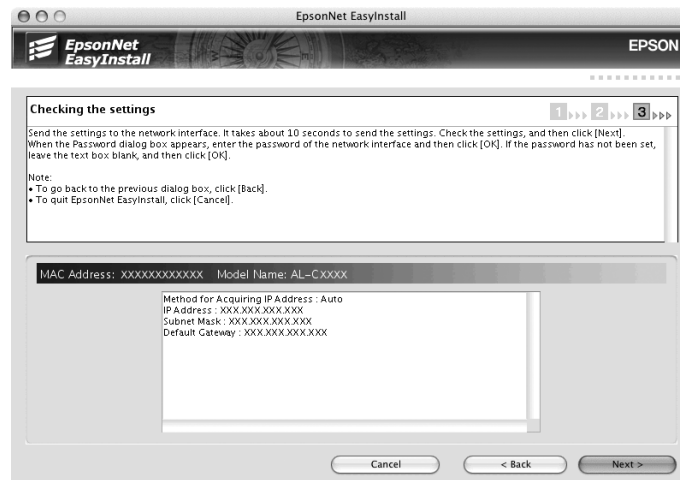 EpsonNet EasyInstall
EpsonNet
EasyInstall
EPSON
Checking the settings
1 2 3
Send the settings to the network interface. It takes about 10 seconds to send the settings. Check the settings, and then click [Next].
When the Password dialog box appears, enter the password of the network interface and then click [OK]. If the password has not been set,
leave the text box blank, and then click [OK].
Note:
• To go back to the previous dialog box, click [Back].
• To quit EpsonNet EasyInstall, click [Cancel].
MAC Address: XXXXXXXXXXXX Model Name: AL-CXXXX
Method for Acquiring IP Address : Auto
IP Address : XXX.XXX.XXX.XXX
Subnet Mask : XXX.XXX.XXX.XXX
Default Gateway : XXX.XXX.XXX.XXX
Cancel < Back Next >